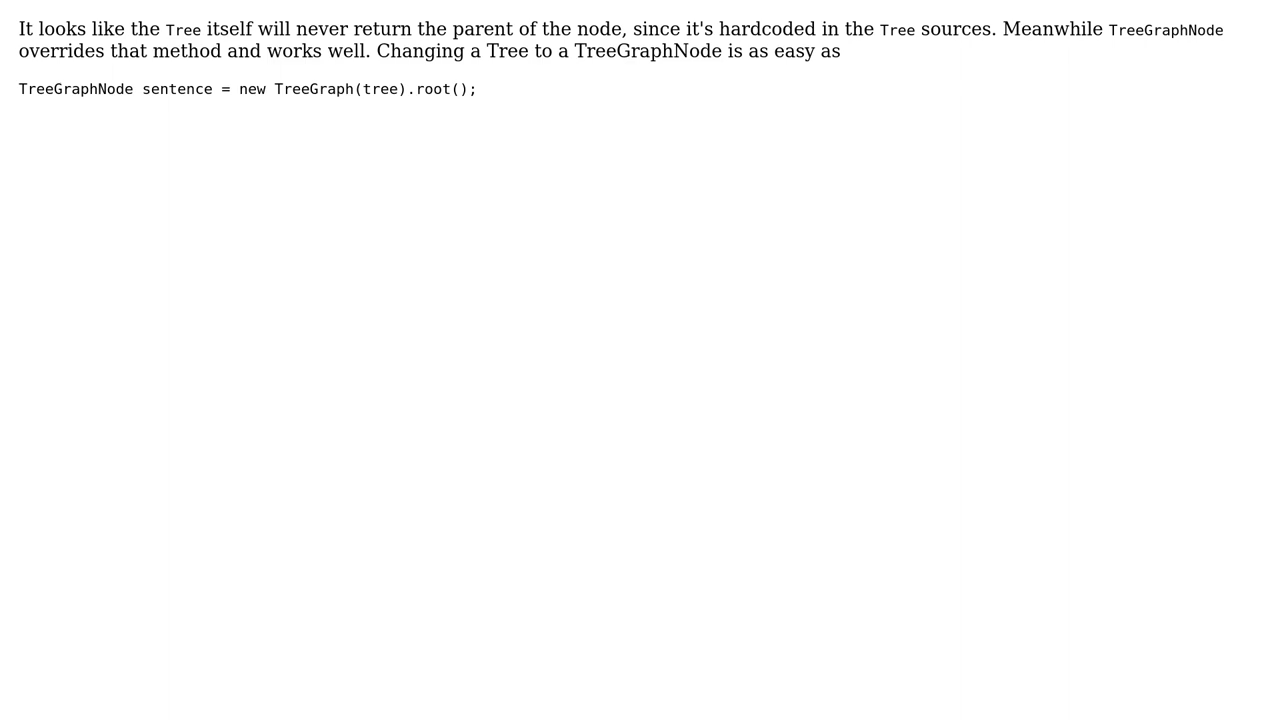 It looks like the Tree itself will never return the parent of the node, since it's hardcoded in the Tree sources. Meanwhile TreeGraphNode
overrides that method and works well. Changing a Tree to a TreeGraphNode is as easy as
TreeGraphNode sentence = new TreeGraph(tree).root();